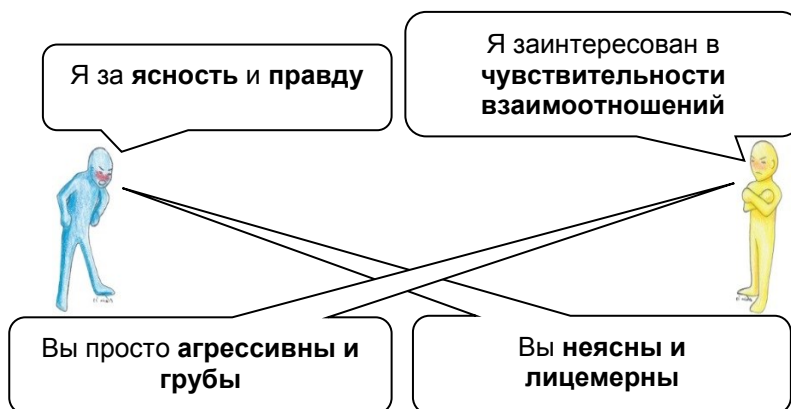 Я за ясность и правду
Я заинтересован в
чувствительности
взаимоотношений
Вы просто агрессивны и
грубы
Вы неясны и
лицемерны